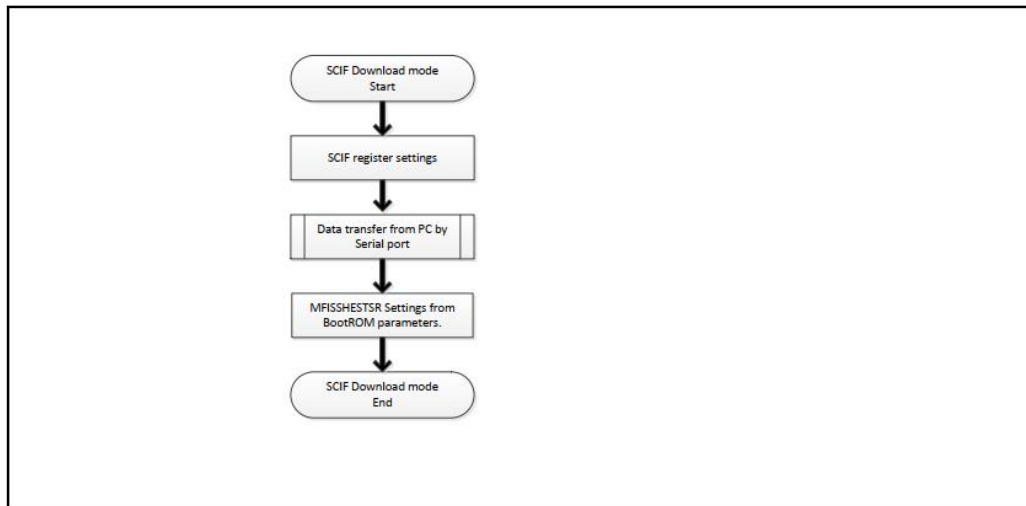 SCIF Download mode
Start
SCIF register settings
Data transfer from PC by
Serial port
MFISSHESTSR Settings from
BootROM parameters.
SCIF Download mode
End